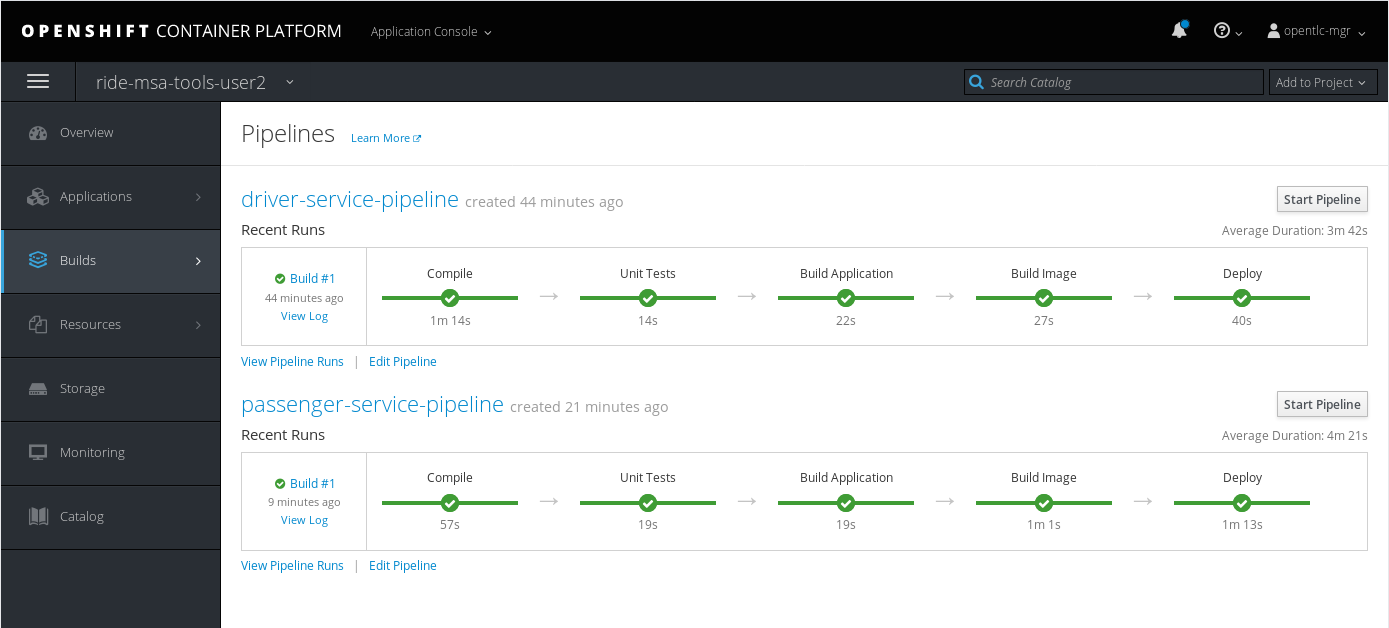 OPENSHIFT CONTAINER PLATFORM Application Console opentlc-mgr
ride-msa-tools-user2 Search Catalog Add to Project
Overview
Applications
Builds
Resources
Storage
Monitoring
Catalog
Pipelines Learn More
driver-service-pipeline created 44 minutes ago Start Pipeline
Recent Runs Average Duration: 3m 42s
Build #1
44 minutes ago
View Log
Compile Unit Tests Build Application Build Image Deploy
1m 14s 14s 22s 27s 40s
View Pipeline Runs | Edit Pipeline
passenger-service-pipeline created 21 minutes ago Start Pipeline
Recent Runs Average Duration: 4m 21s
Build #1
9 minutes ago
View Log
Compile Unit Tests Build Application Build Image Deploy
57s 19s 19s 1m 1s 1m 13s
View Pipeline Runs | Edit Pipeline